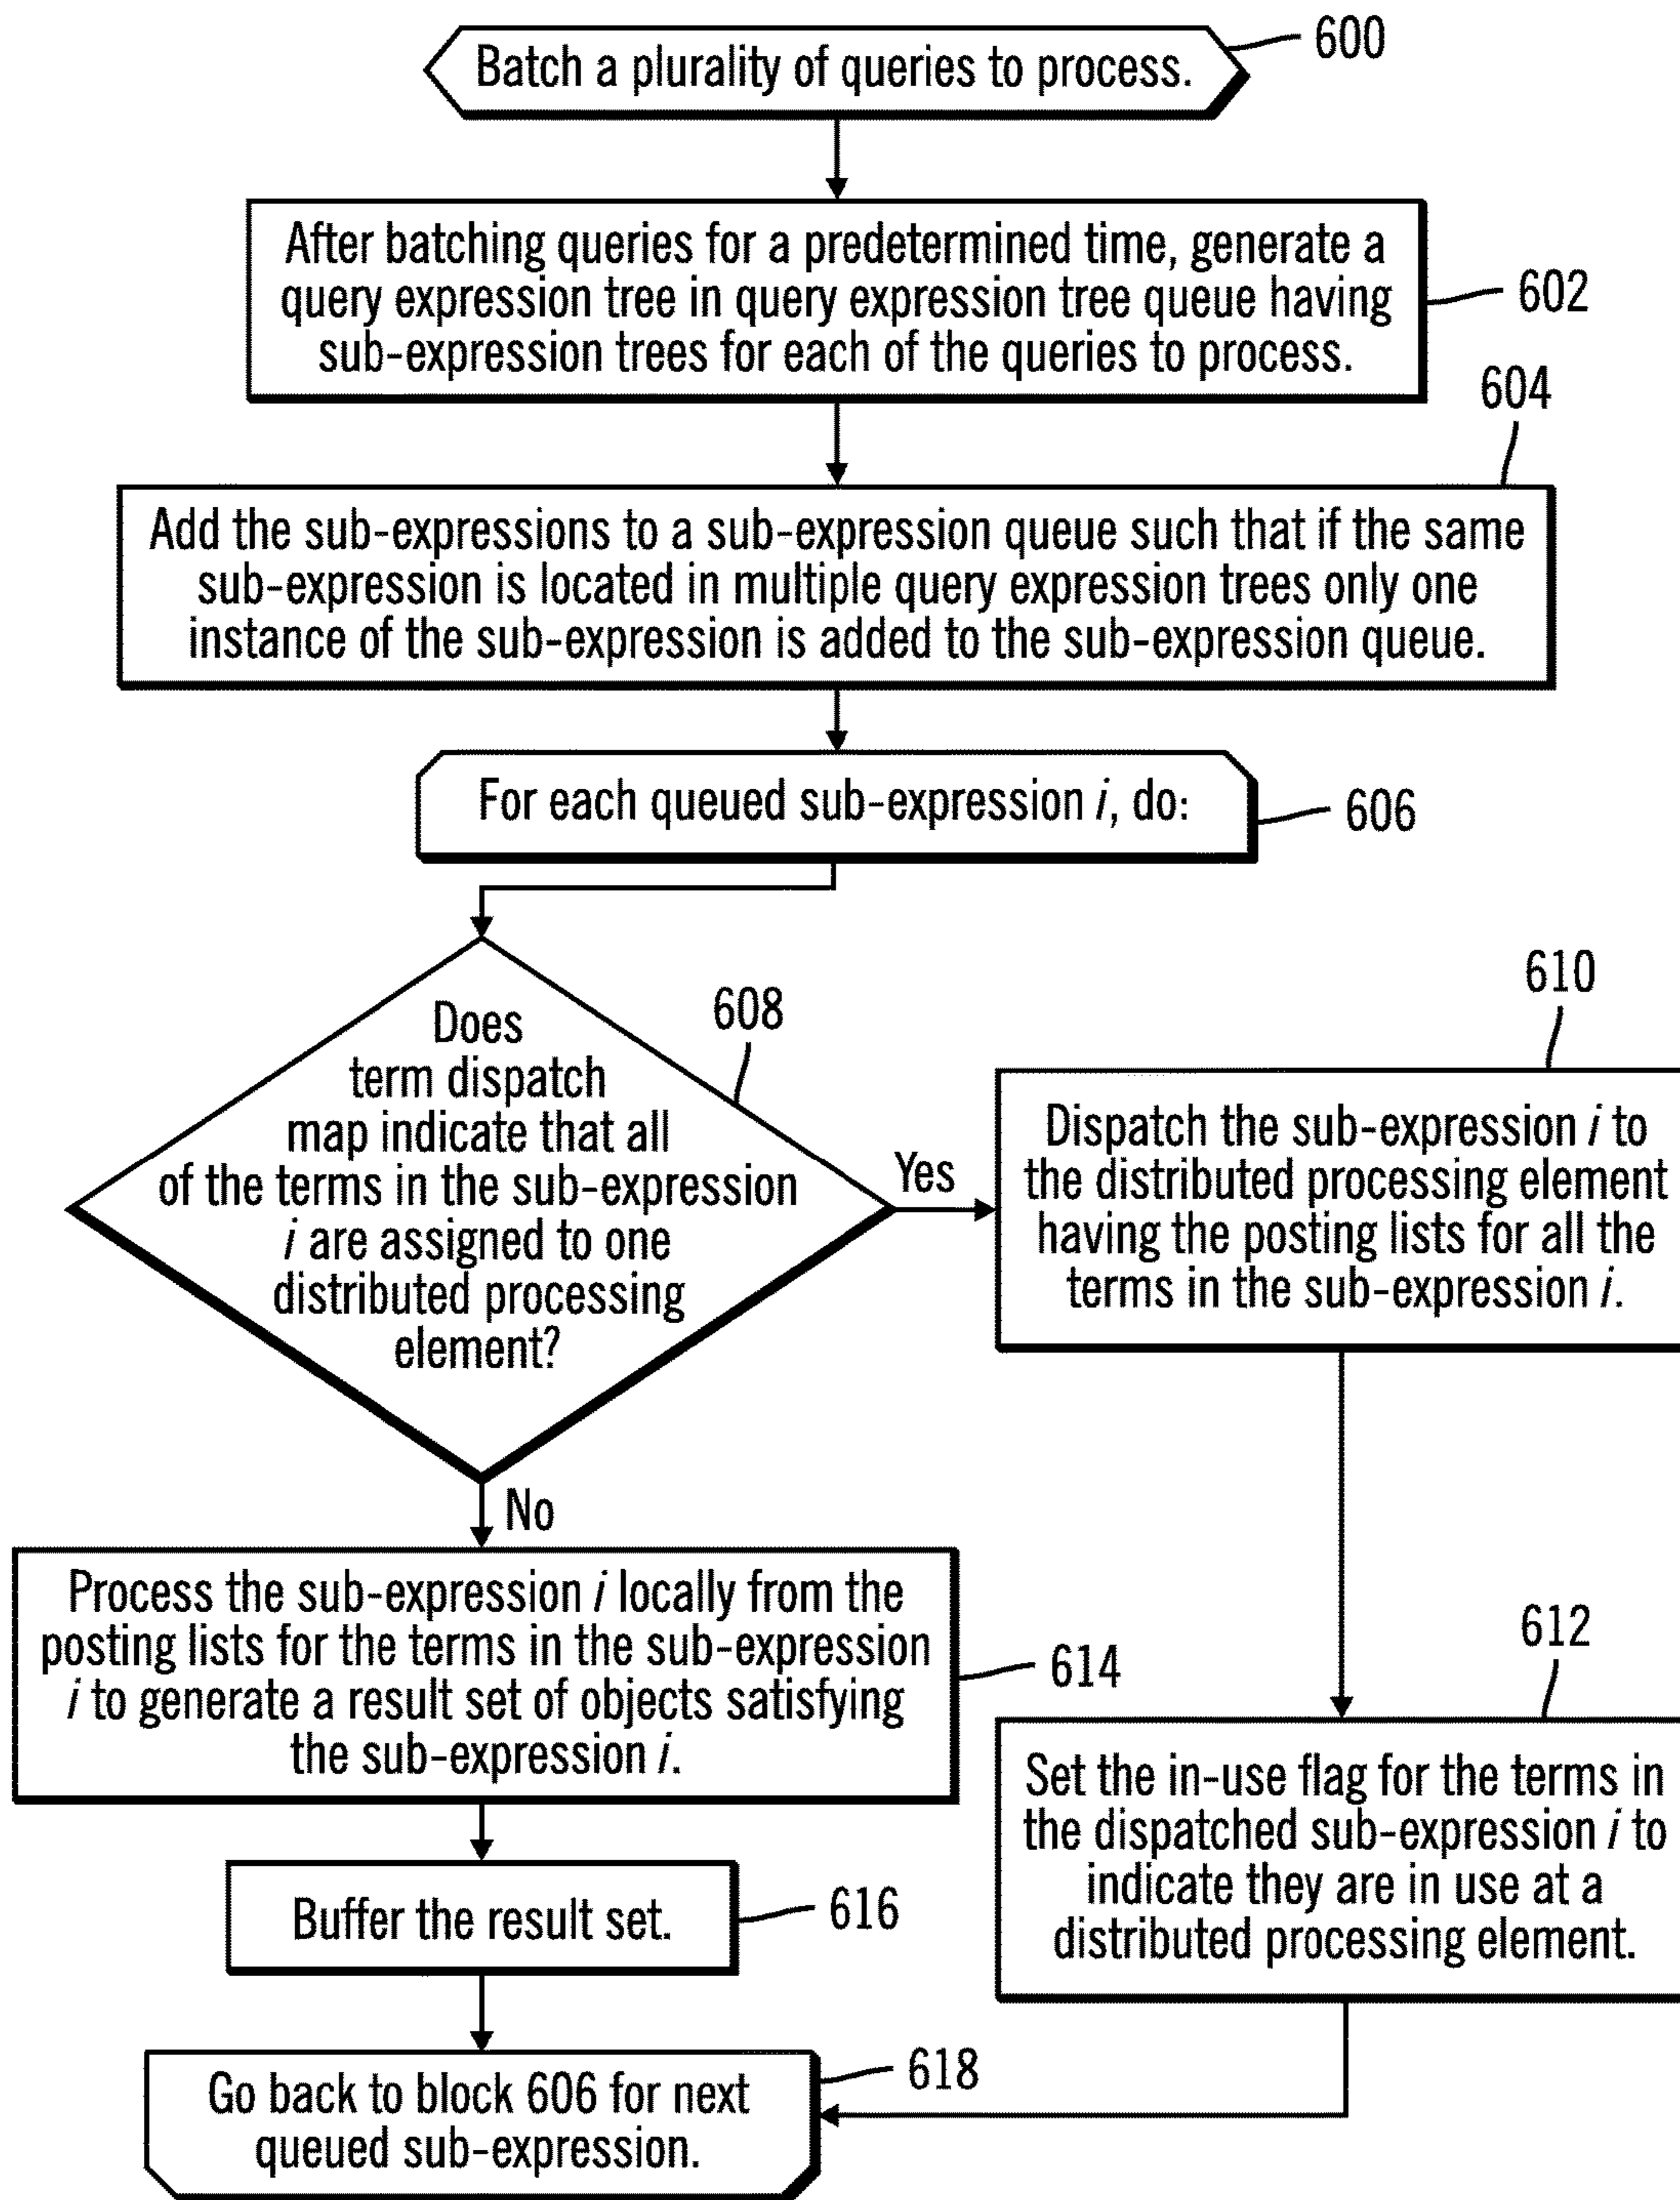 Batch a plurality of queries to process.
600
After batching queries for a predetermined time, generate a
query expression tree in query expression tree queue having
sub-expression trees for each of the queries to process.
602
604
Add the sub-expressions to a sub-expression queue such that if the same
sub-expression is located in multiple query expression trees only one
instance of the sub-expression is added to the sub-expression queue.
For each queued sub-expression i, do:
606
Does
term dispatch
map indicate that all
of the terms in the sub-expression
i are assigned to one
distributed processing
element?
608
Yes
610
Dispatch the sub-expression i to
the distributed processing element
having the posting lists for all the
terms in the sub-expression i.
No
Process the sub-expression i locally from the
posting lists for the terms in the sub-expression
i to generate a result set of objects satisfying
the sub-expression i.
614
612
Set the in-use flag for the terms in
the dispatched sub-expression i to
indicate they are in use at a
distributed processing element.
Buffer the result set.
616
Go back to block 606 for next
queued sub-expression.
618